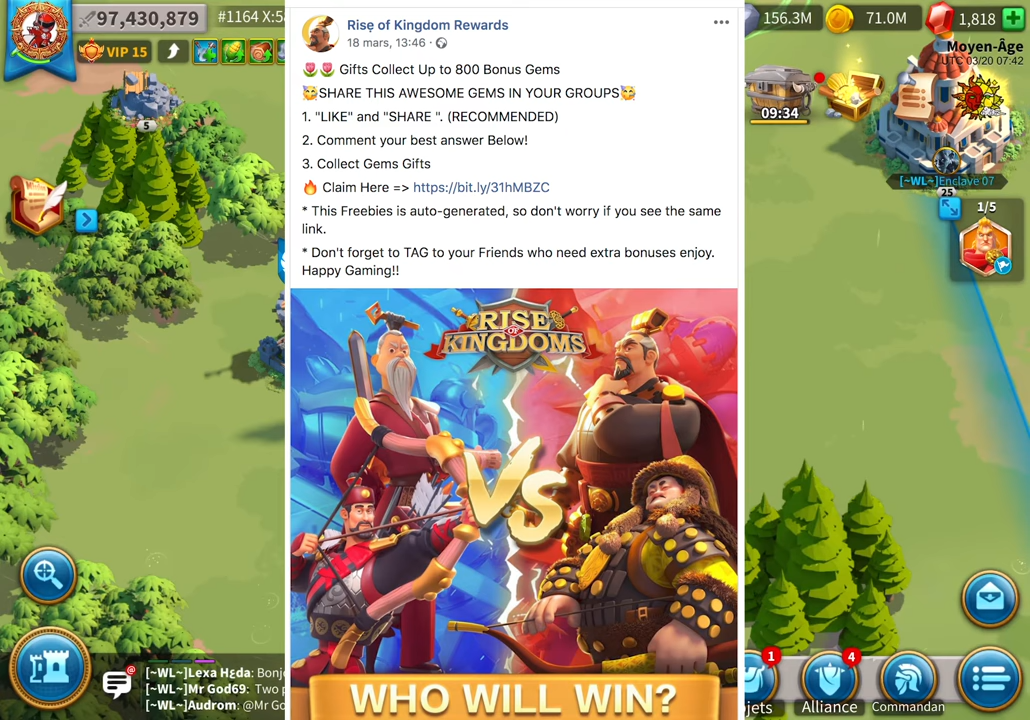 97,430,879
#1164 X:5
VIP 15
5
Rise of Kingdom Rewards
18 mars, 13:46 ·
🌷🌷 Gifts Collect Up to 800 Bonus Gems
🥰SHARE THIS AWESOME GEMS IN YOUR GROUPS🥰
1. "LIKE" and "SHARE ". (RECOMMENDED)
2. Comment your best answer Below!
3. Collect Gems Gifts
🔥 Claim Here => https://bit.ly/31hMBZC
* This Freebies is auto-generated, so don't worry if you see the same
link.
* Don't forget to TAG to your Friends who need extra bonuses enjoy.
Happy Gaming!!
RISE
OF
KINGDOMS
VS
WHO WILL WIN?
156.3M
71.0M
1,818
Moyen-Âge
UTC 03/20 07:42
09:34
[~WL~]Enclave 07
25
1/5
[~WL~]Lexa Hεda: Bonj
[~WL~]Mr God69: Two p
[~WL~]Audrom: @Mr Go
1
4
jets
Alliance
Commandan